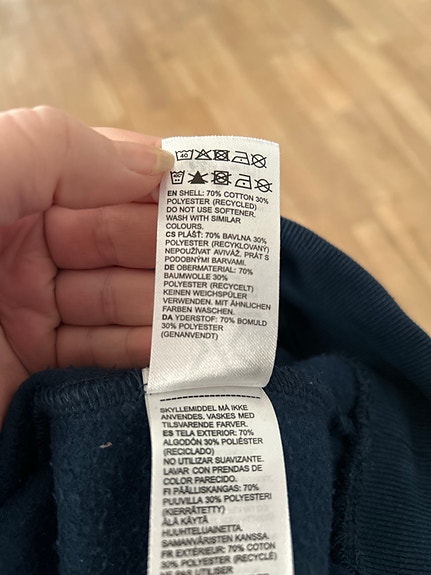 40
EN SHELL: 70% COTTON 30%
POLYESTER (RECYCLED)
DO NOT USE SOFTENER.
WASH WITH SIMILAR
COLOURS.
CS PLÁŠŤ: 70% BAVLNA 30%
POLYESTER (RECYKLOVANÝ)
NEPOUŽÍVAT AVIVÁŽ. PRÁT S
PODOBNÝMI BARVAMI.
DE OBERMATERIAL: 70%
BAUMWOLLE 30%
POLYESTER (RECYCELT)
KEINEN WEICHSPÜLER
VERWENDEN. MIT ÄHNLICHEN
FARBEN WASCHEN.
DA YDERSTOF: 70% BOMULD
30% POLYESTER
(GENANVENDT)
SKYLLEMIDDEL MÅ IKKE
ANVENDES. VASKES MED
TILSVARENDE FARVER.
ES TELA EXTERIOR: 70%
ALGODÓN 30% POLIÉSTER
(RECICLADO)
NO UTILIZAR SUAVIZANTE.
LAVAR CON PRENDAS DE
COLOR PARECIDO.
FI PÄÄLLISKANGAS: 70%
PUUVILLA 30% POLYESTERI
(KIERRÄTETTY)
ÄLÄ KÄYTÄ
HUUHTELUAINETTA.
SAMANVÄRISTEN KANSSA.
FR EXTÉRIEUR: 70% COTON
30% POLYESTER (RECYCLÉ)
NE PAS UTILISER